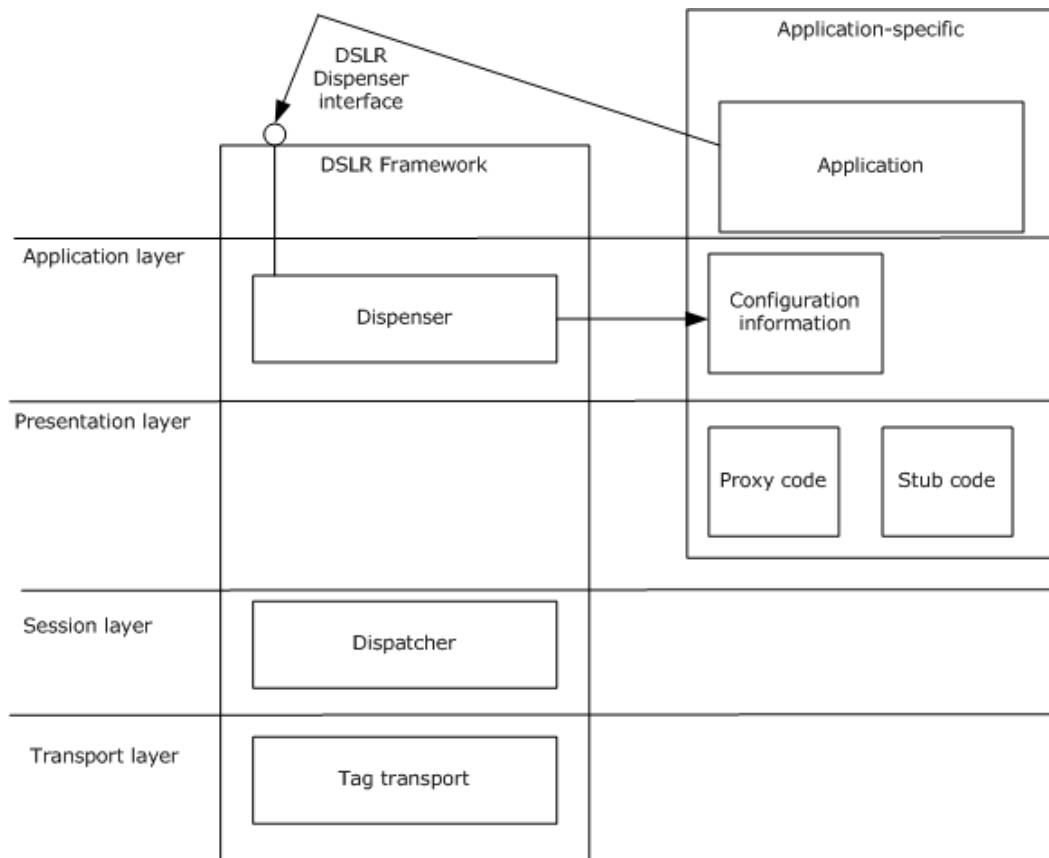 Application-specific
DSLR
Dispenser
interface
DSLR Framework
Application
Application layer
Dispenser
Configuration
information
Presentation layer
Proxy code
Stub code
Session layer
Dispatcher
Transport layer
Tag transport